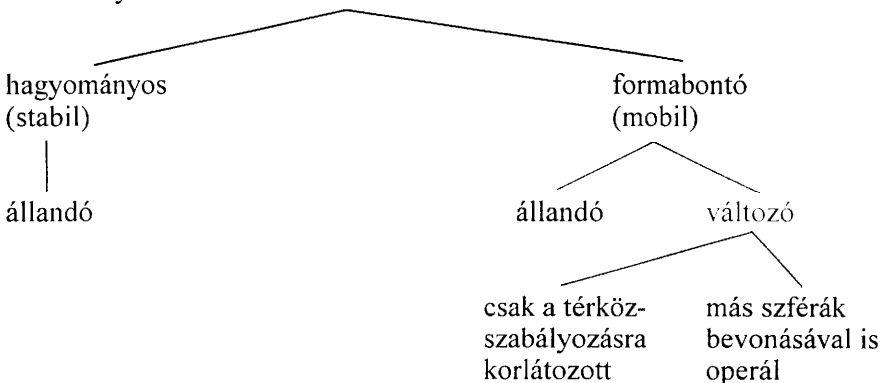 hagyományos
(stabil)
formabontó
(mobil)
állandó
állandó
változó
csak a térköz-
szabályozásra
korlátozott
más szférák
bevonásával is
operál